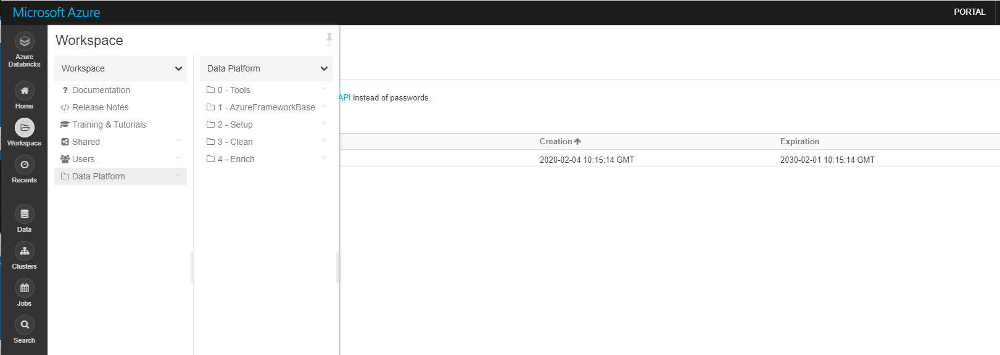 Microsoft Azure
PORTAL
Azure
Databricks
Home
Workspace
Recents
Data
Clusters
Jobs
Search
Workspace
Workspace
? Documentation
</> Release Notes
Training & Tutorials
Shared
Users
Data Platform
Data Platform
0 - Tools
1 - AzureFrameworkBase
2 - Setup
3 - Clean
4 - Enrich
API instead of passwords.
Creation Expiration
2020-02-04 10:15:14 GMT 2030-02-01 10:15:14 GMT